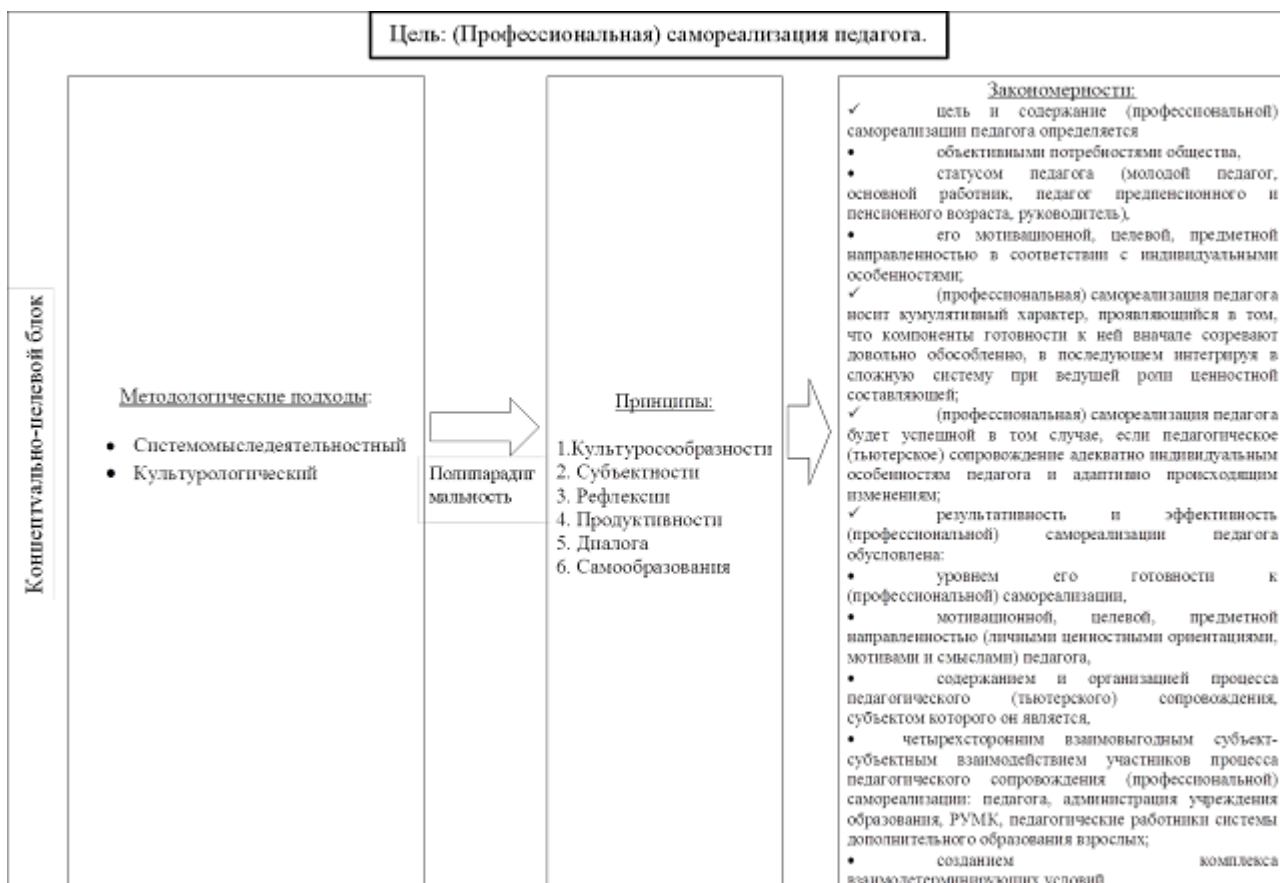 Цель: (Профессиональная) самореализация педагога.
Концептуально-целевой блок
Методологические подходы:
● Системомыследеятельностный
● Культурологический
Полипарадиг
мальность
Принципы:
1.Культуросообразности
2. Субъектности
3. Рефлексии
4. Продуктивности
5. Диалога
6. Самообразования
Закономерности:
✓ цель и содержание (профессиональной)
самореализации педагога определяется
• объективными потребностями общества,
• статусом педагога (молодой педагог,
основной работник, педагог предпенсионного и
пенсионного возраста, руководитель),
• его мотивационной, целевой, предметной
направленностью в соответствии с индивидуальными
особенностями;
✓ (профессиональная) самореализация педагога
носит кумулятивный характер, проявляющийся в том,
что компоненты готовности к ней вначале созревают
довольно обособленно, в последующем интегрируя в
сложную систему при ведущей роли ценностной
составляющей;
✓ (профессиональная) самореализация педагога
будет успешной в том случае, если педагогическое
(тьютерское) сопровождение адекватно индивидуальным
особенностям педагога и адаптивно происходящим
изменениям;
✓ результативность и эффективность
(профессиональной) самореализации педагога
обусловлена:
• уровнем его готовности к
(профессиональной) самореализации,
• мотивационной, целевой, предметной
направленностью (личными ценностными ориентациями,
мотивами и смыслами) педагога,
• содержанием и организацией процесса
педагогического (тьютерского) сопровождения,
субъектом которого он является,
• четырехсторонним взаимовыгодным субъект-
субъектным взаимодействием участников процесса
педагогического сопровождения (профессиональной)
самореализации: педагога, администрация учреждения
образования, РУМК, педагогические работники системы
дополнительного образования взрослых;
• созданием комплекса
взаимодетерминирующих условий